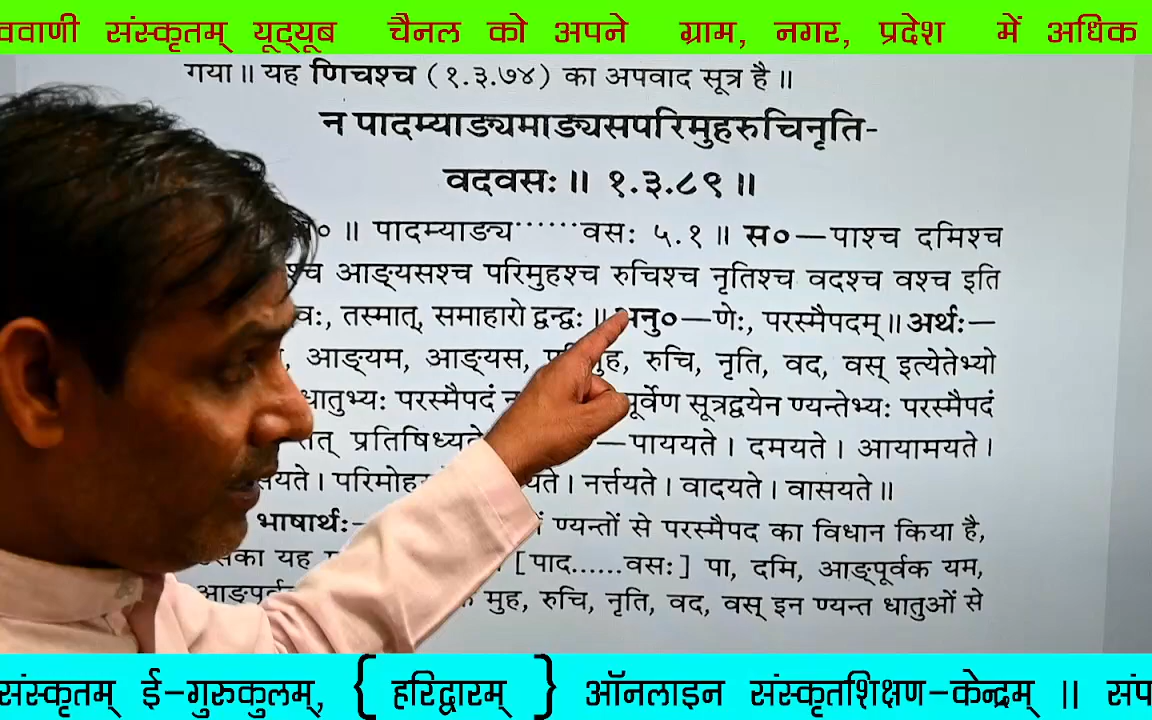 ववाणी संस्कृतम् यूट्यूब चैनल को अपने ग्राम, नगर, प्रदेश में अधिक
गया ॥ यह णिचश्च (१.३.७४) का अपवाद सूत्र है ॥
न पादम्याङ्यमाङ्यसपरिमुहरुचिनृति-
वदवसः ॥ १.३.८९ ॥
॥ पादम्याङ्य······वसः ५.१ ॥ स०—पाश्च दमिश्च
आङ्यसश्च परिमुहश्च रुचिश्च नृतिश्च वदश्च वश्च इति
तस्मात्, समाहारो द्वन्द्वः ॥ अनु०—णेः, परस्मैपदम् ॥ अर्थः—
आङ्यम, आङ्यस, रुचि, नृति, वद, वस् इत्येतेभ्यो
धातुभ्यः परस्मैपदं पूर्वेण सूत्रद्वयेन ण्यन्तेभ्यः परस्मैपदं
प्रतिषिध्यते —पाययते । दमयते । आयामयते ।
नर्त्तयते । वादयते । वासयते ॥
भाषार्थः— ण्यन्तों से परस्मैपद का विधान किया है,
यह [पाद......वसः] पा, दमि, आङ्पूर्वक यम,
मुह, रुचि, नृति, वद, वस् इन ण्यन्त धातुओं से
संस्कृतम् ई-गुरुकुलम्, { हरिद्वारम् } ऑनलाइन संस्कृतशिक्षण-केन्द्रम् ॥ संप